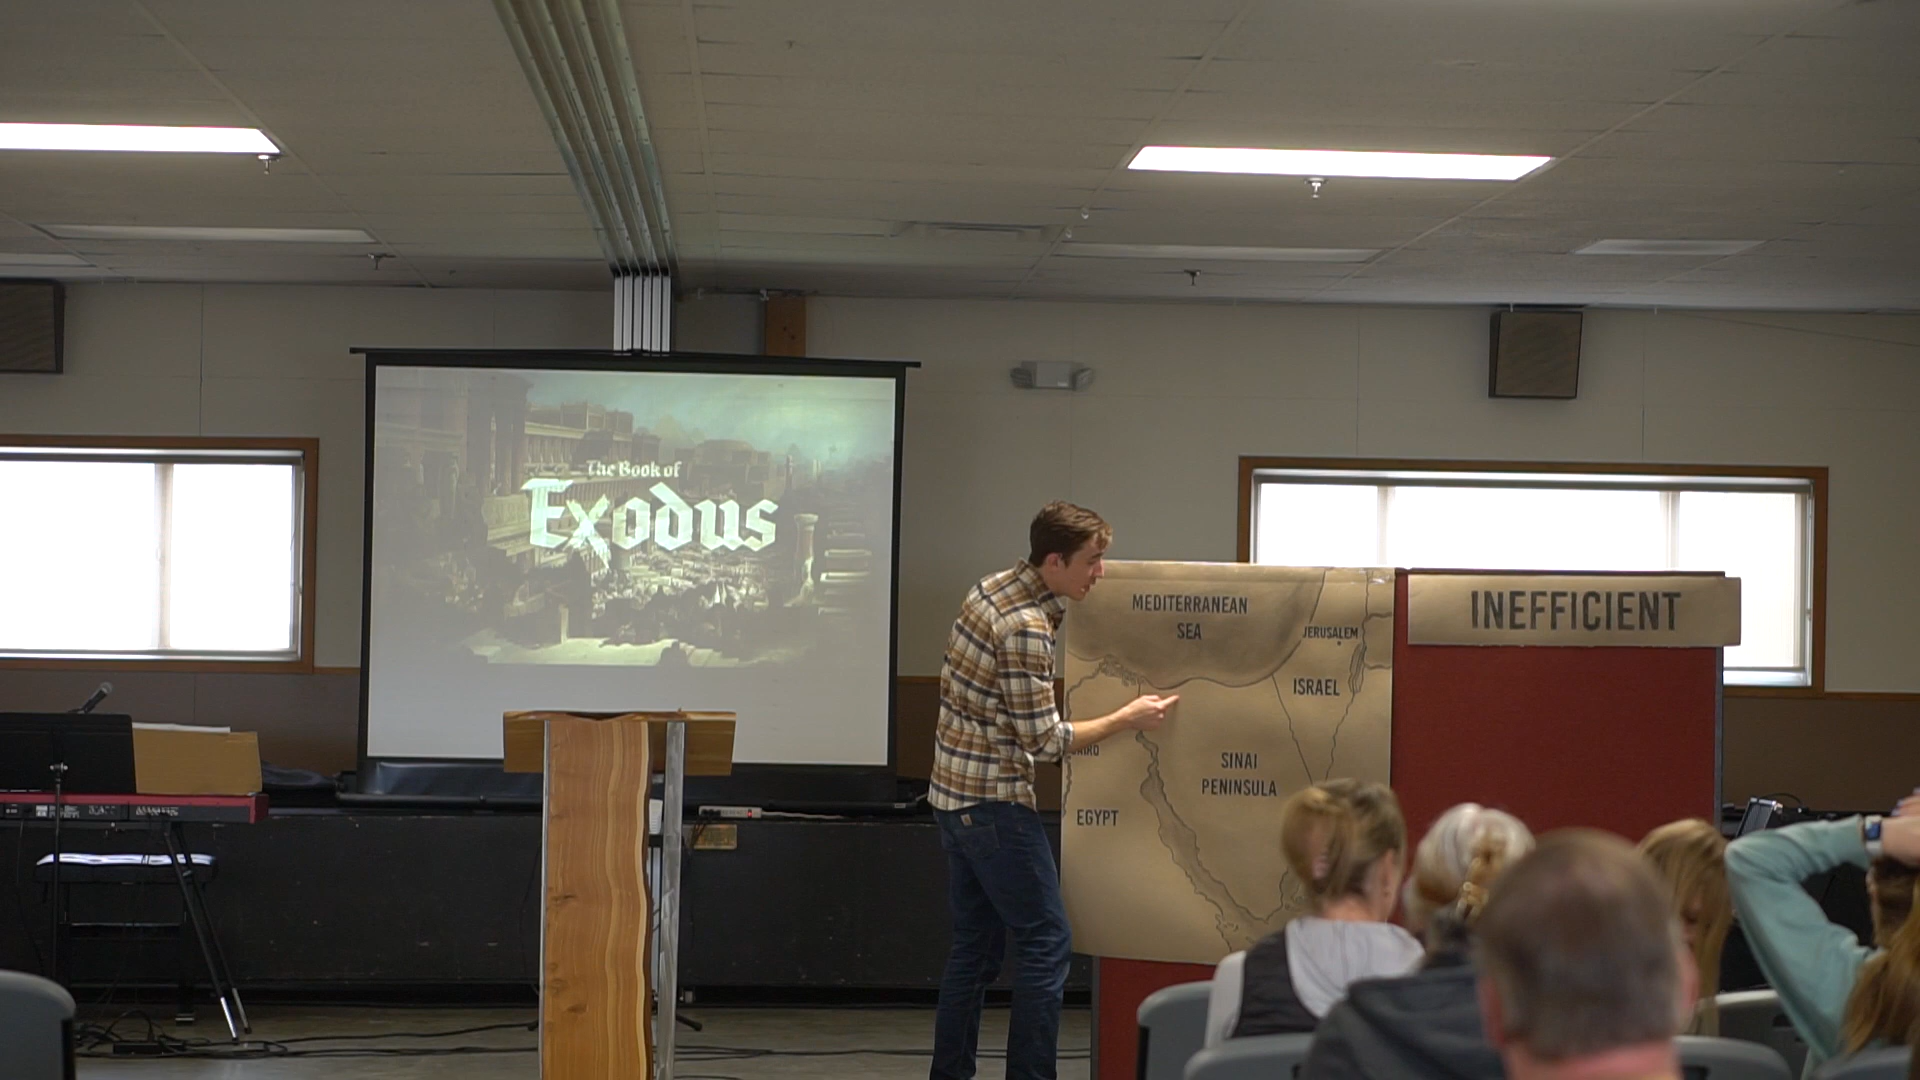 The Book of
Exodus
MEDITERRANEAN
SEA
JERUSALEM
ISRAEL
SINAI
PENINSULA
EGYPT
INEFFICIENT